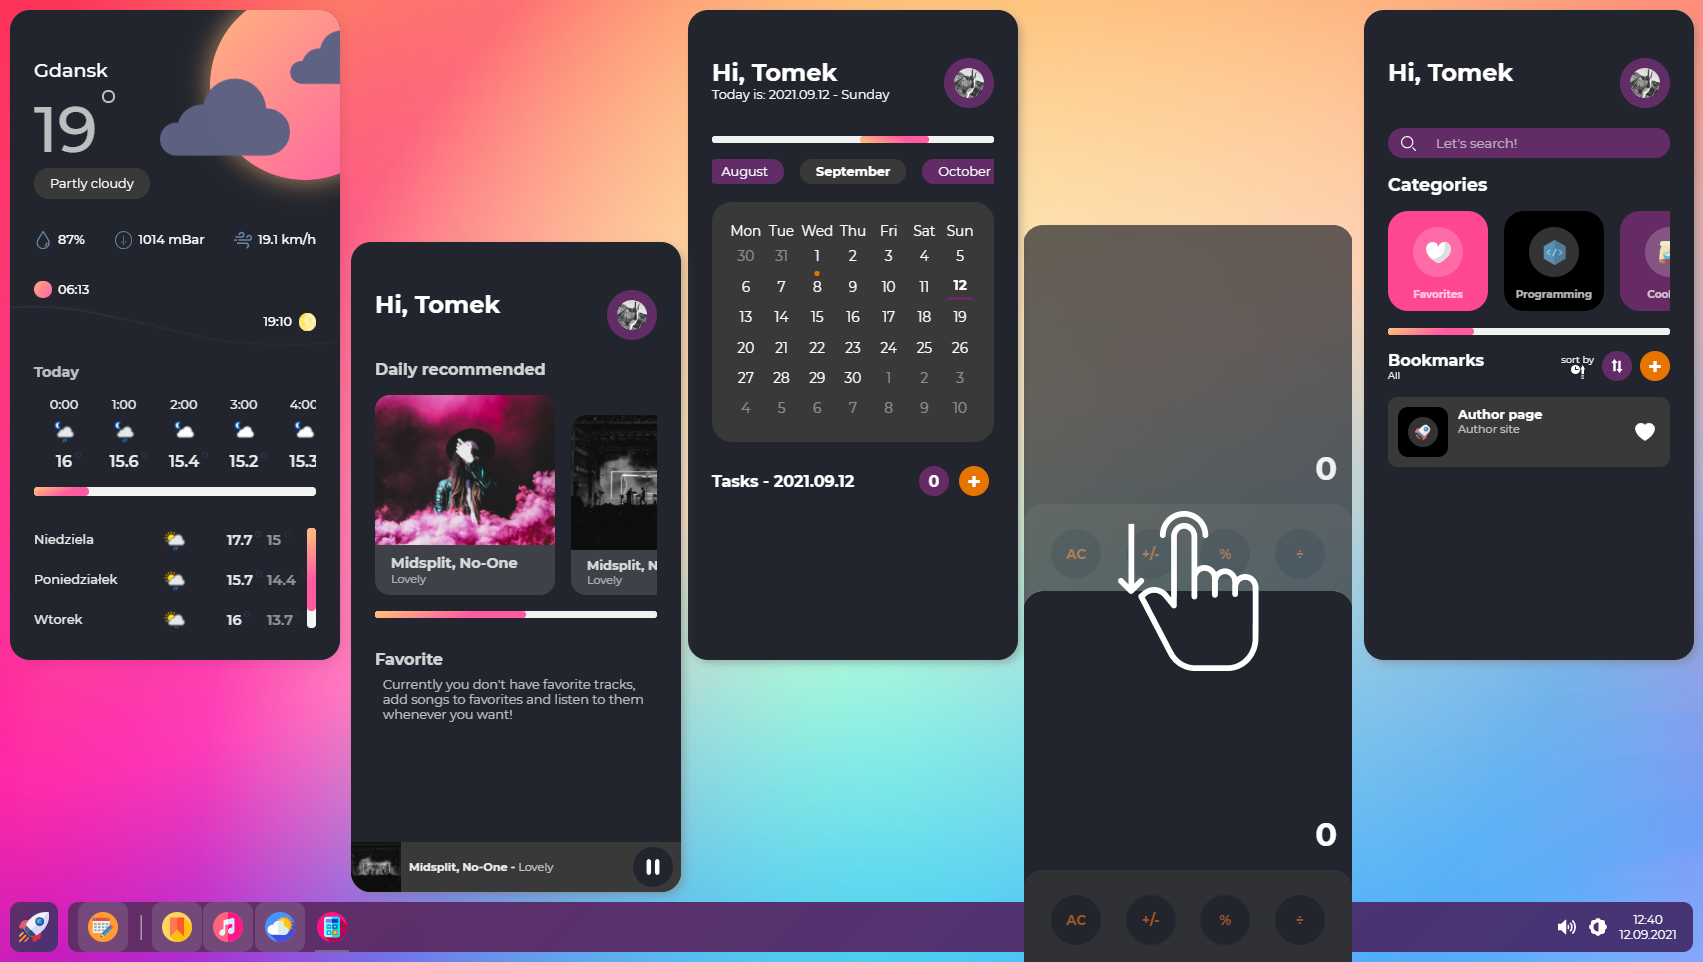 Gdansk
19°
Partly cloudy
87% 1014 mBar 19.1 km/h
06:13
19:10
Today
0:00 1:00 2:00 3:00 4:00
16 15.6 15.4 15.2 15.3
Niedziela 17.7 15
Poniedziałek 15.7 14.4
Wtorek 16 13.7
Hi, Tomek
Daily recommended
Midsplit, No-One
Lovely
Midsplit, N
Lovely
Favorite
Currently you don't have favorite tracks,
add songs to favorites and listen to them
whenever you want!
Midsplit, No-One - Lovely
Hi, Tomek
Today is: 2021.09.12 - Sunday
August September October
Mon Tue Wed Thu Fri Sat Sun
30 31 1 2 3 4 5
6 7 8 9 10 11 12
13 14 15 16 17 18 19
20 21 22 23 24 25 26
27 28 29 30 1 2 3
4 5 6 7 8 9 10
Tasks - 2021.09.12 0 +
0
AC +/- % ÷
0
AC +/- % ÷
Hi, Tomek
Let's search!
Categories
Favorites Programming Coo
Bookmarks
All
sort by
+
Author page
Author site
12:40
12.09.2021